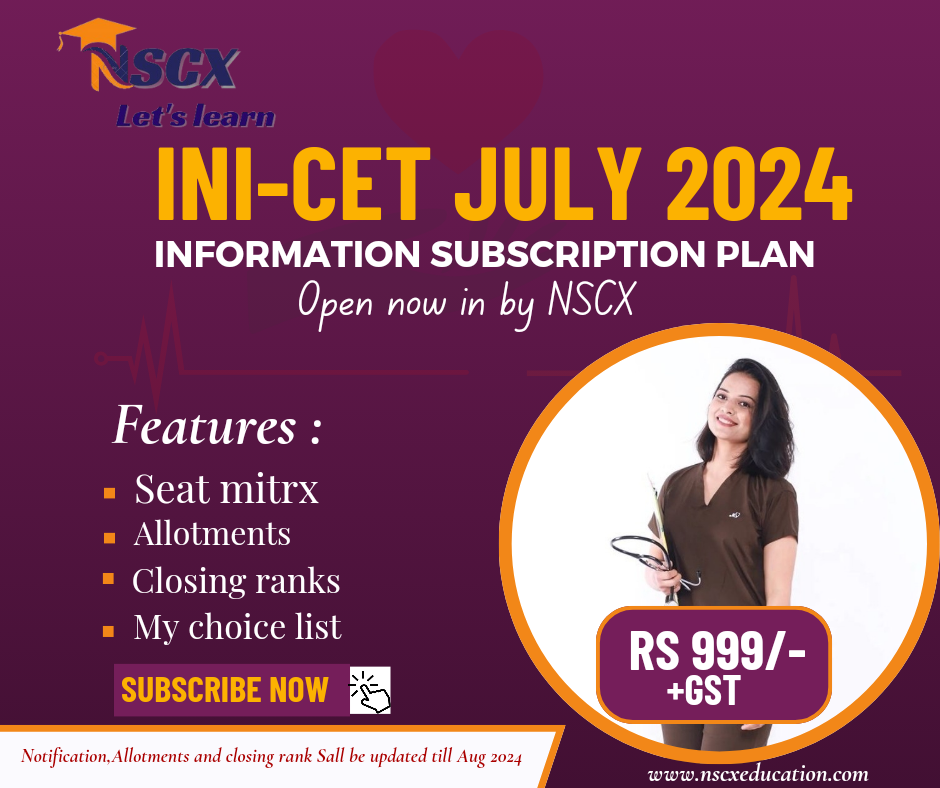 NSCX
Let's learn
INI-CET JULY 2024
INFORMATION SUBSCRIPTION PLAN
Open now in by NSCX
Features :
Seat mitrx
Allotments
Closing ranks
My choice list
SUBSCRIBE NOW
RS 999/-
+GST
Notification,Allotments and closing rank Sall be updated till Aug 2024
www.nscxeducation.com